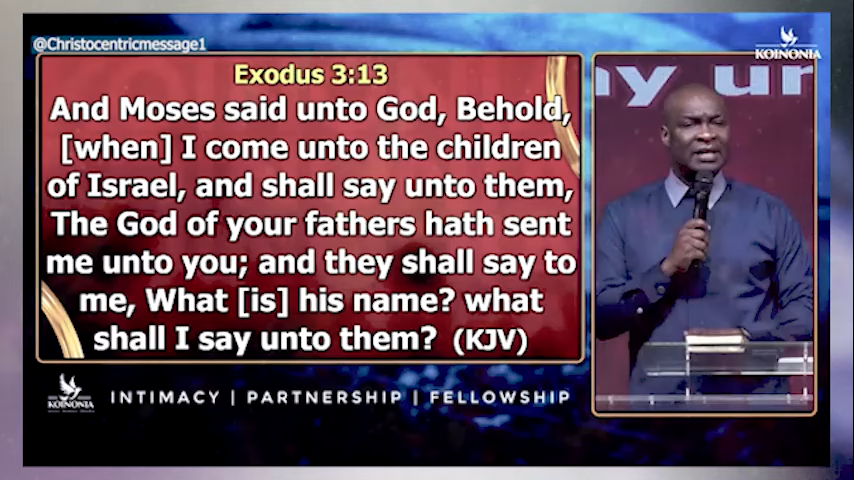 @Christocentricmessage1
KOINONIA
Exodus 3:13
And Moses said unto God, Behold,
[when] I come unto the children
of Israel, and shall say unto them,
The God of your fathers hath sent
me unto you; and they shall say to
me, What [is] his name? what
shall I say unto them? (KJV)
ay un
KOINONIA
INTIMACY | PARTNERSHIP | FELLOWSHIP